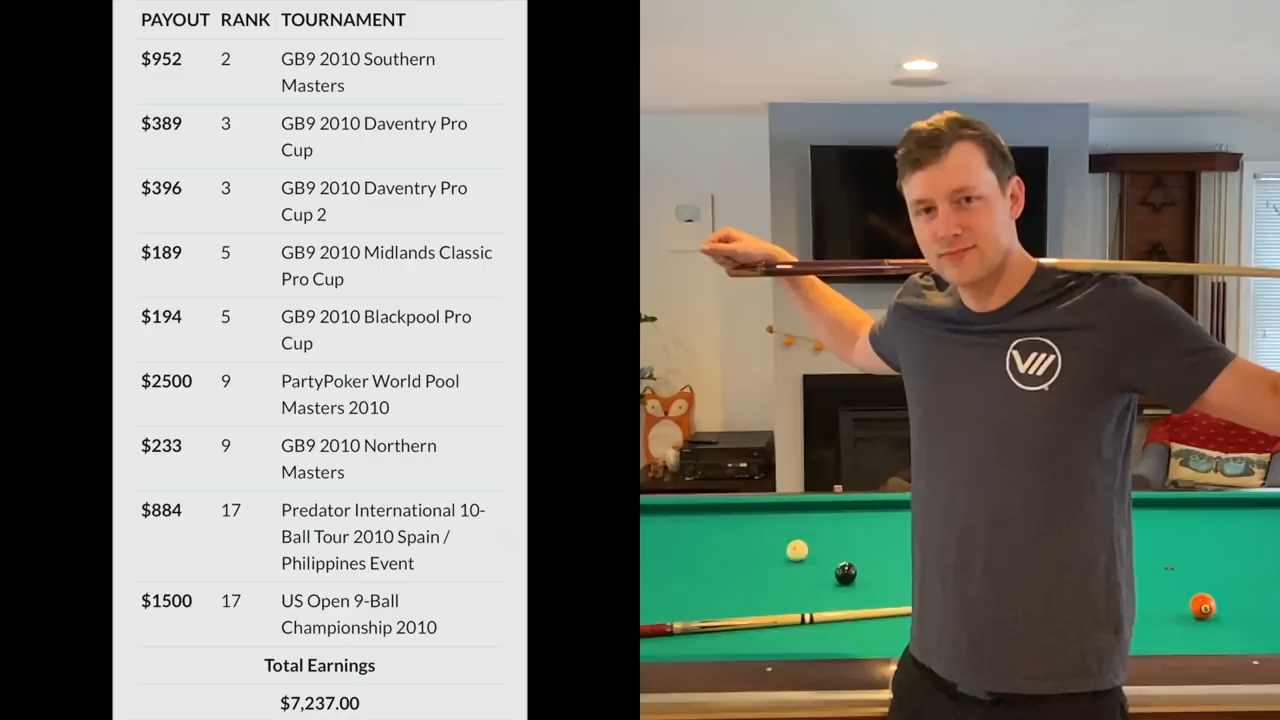 PAYOUT RANK TOURNAMENT
$952 2 GB9 2010 Southern
Masters
$389 3 GB9 2010 Daventry Pro
Cup
$396 3 GB9 2010 Daventry Pro
Cup 2
$189 5 GB9 2010 Midlands Classic
Pro Cup
$194 5 GB9 2010 Blackpool Pro
Cup
$2500 9 PartyPoker World Pool
Masters 2010
$233 9 GB9 2010 Northern
Masters
$884 17 Predator International 10-
Ball Tour 2010 Spain /
Philippines Event
$1500 17 US Open 9-Ball
Championship 2010
Total Earnings
$7,237.00
VII